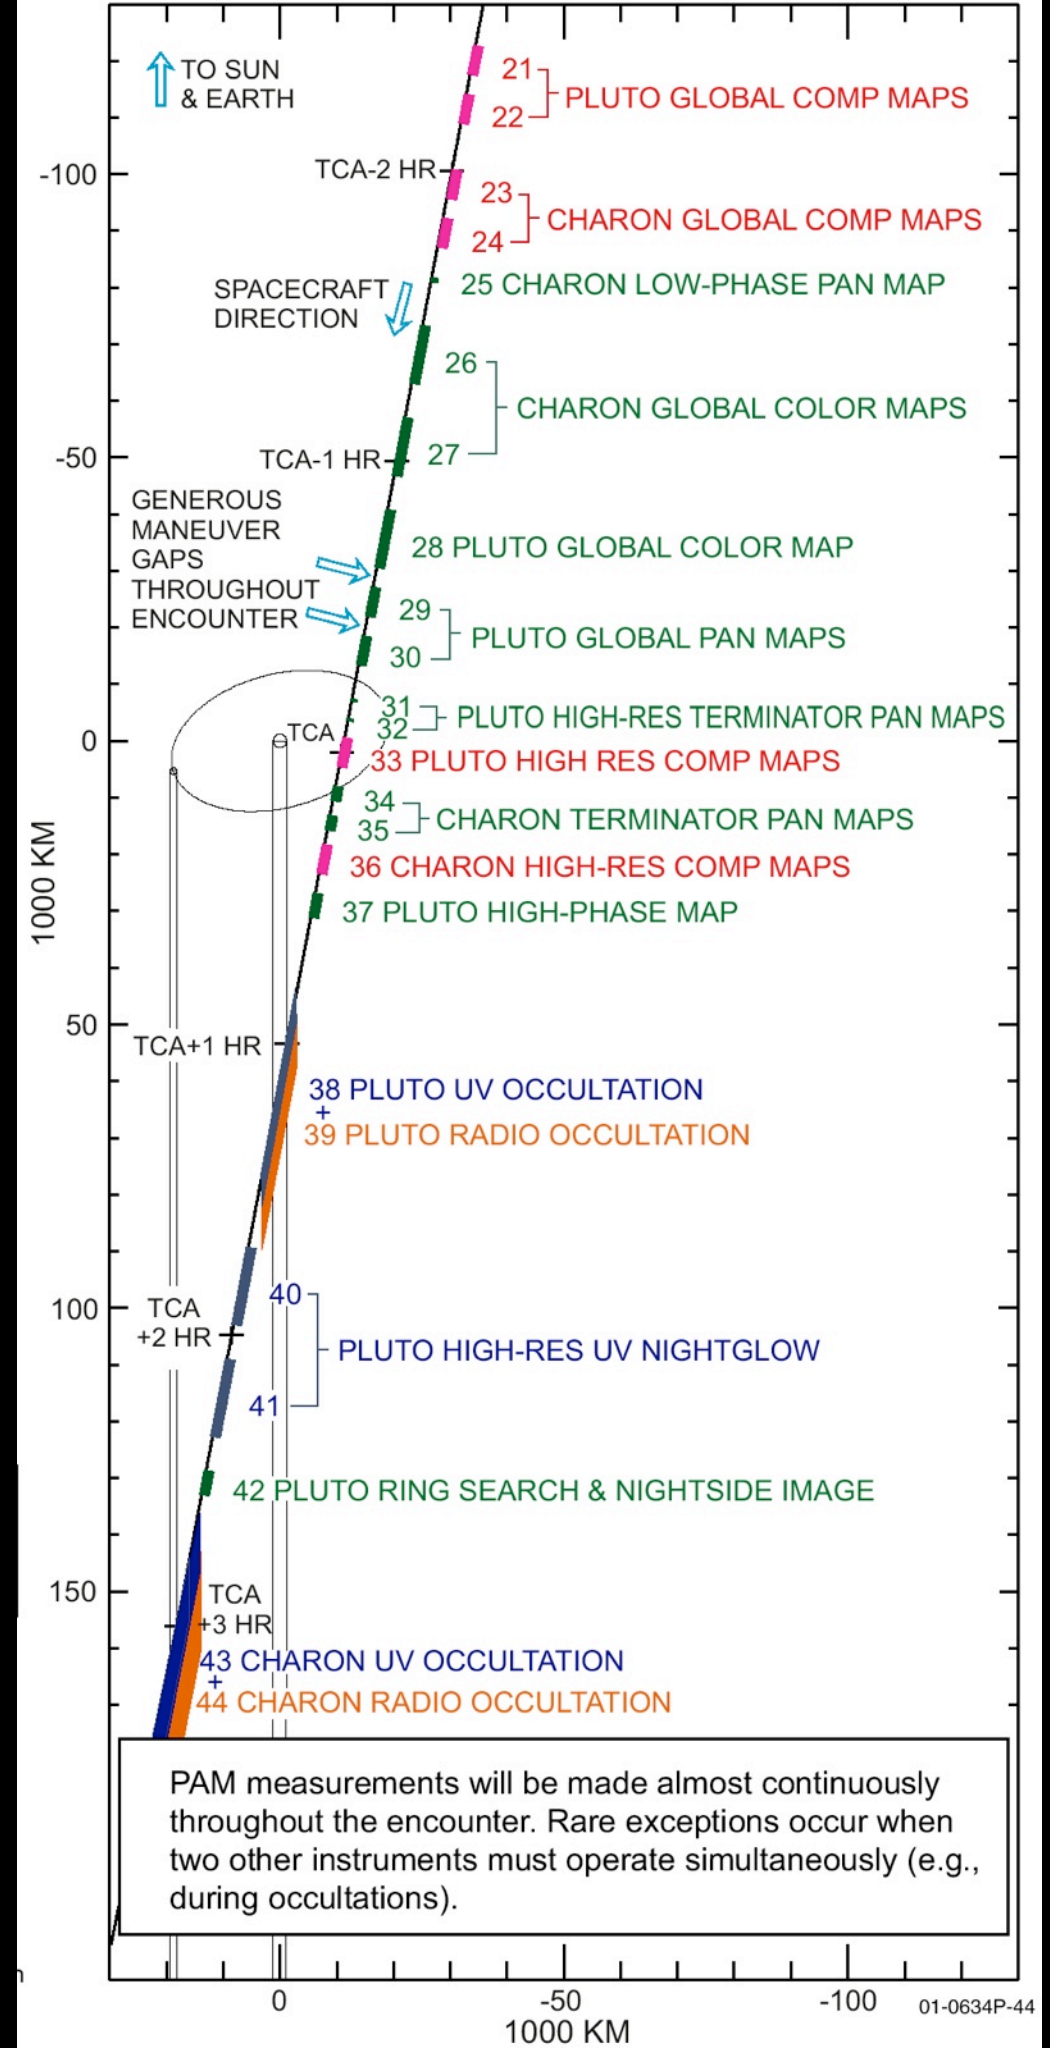 TO SUN
& EARTH
21
PLUTO GLOBAL COMP MAPS
22
TCA-2 HR
-100
23
CHARON GLOBAL COMP MAPS
24
25 CHARON LOW-PHASE PAN MAP
SPACECRAFT
DIRECTION
26
CHARON GLOBAL COLOR MAPS
27
TCA-1 HR
-50
GENEROUS
MANEUVER
GAPS
THROUGHOUT
ENCOUNTER
28 PLUTO GLOBAL COLOR MAP
29
PLUTO GLOBAL PAN MAPS
30
31
PLUTO HIGH-RES TERMINATOR PAN MAPS
32
TCA
0
33 PLUTO HIGH RES COMP MAPS
34
CHARON TERMINATOR PAN MAPS
35
36 CHARON HIGH-RES COMP MAPS
37 PLUTO HIGH-PHASE MAP
1000 KM
50
TCA+1 HR
38 PLUTO UV OCCULTATION
+
39 PLUTO RADIO OCCULTATION
40
100
TCA
+2 HR
PLUTO HIGH-RES UV NIGHTGLOW
41
42 PLUTO RING SEARCH & NIGHTSIDE IMAGE
150
TCA
+3 HR
43 CHARON UV OCCULTATION
+
44 CHARON RADIO OCCULTATION
PAM measurements will be made almost continuously
throughout the encounter. Rare exceptions occur when
two other instruments must operate simultaneously (e.g.,
during occultations).
0
-50
-100
01-0634P-44
1000 KM